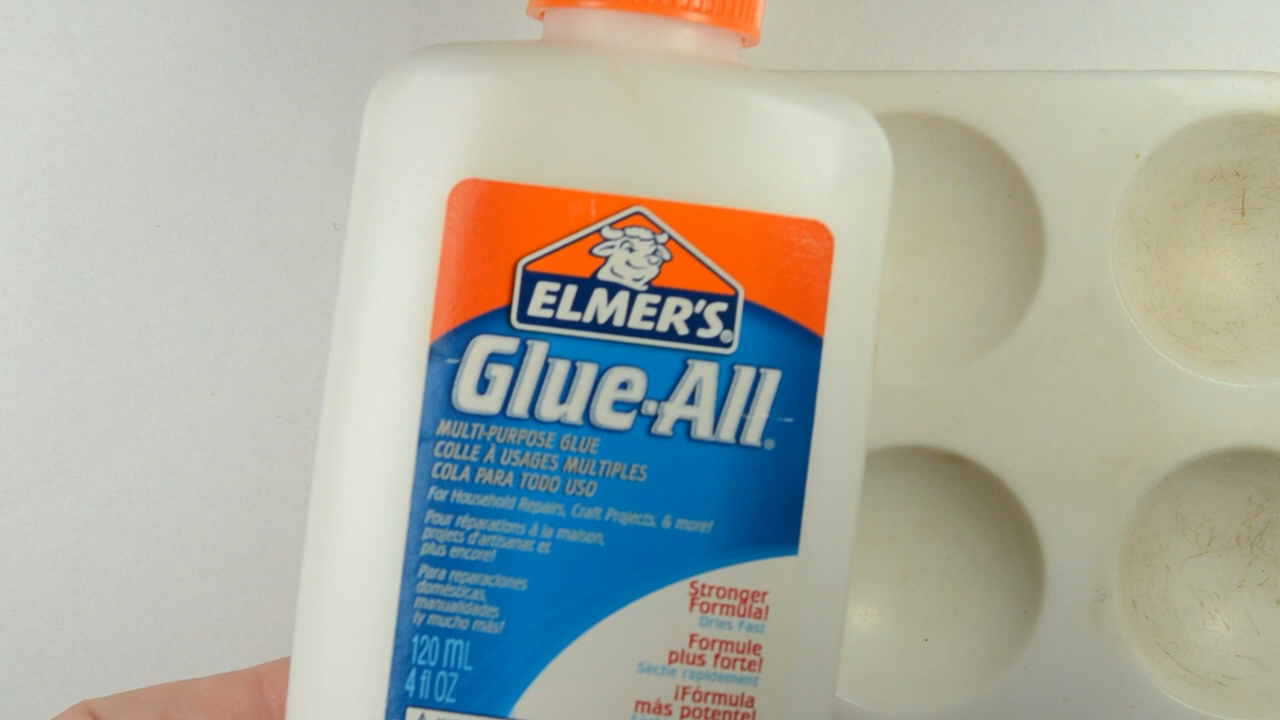 ELMER'S®
Glue-All®
MULTI-PURPOSE GLUE
COLLE À USAGES MULTIPLES
COLA PARA TODO USO
For Household Repairs, Craft Projects, & more!
Pour réparations à la maison,
projets d'artisanat et
plus encore!
Para reparaciones
domésticas,
manualidades
¡y mucho más!
120 mL
4 fl OZ
Stronger
Formula!
Dries Fast
Formule
plus forte!
Sèche rapidement
¡Fórmula
más potente!